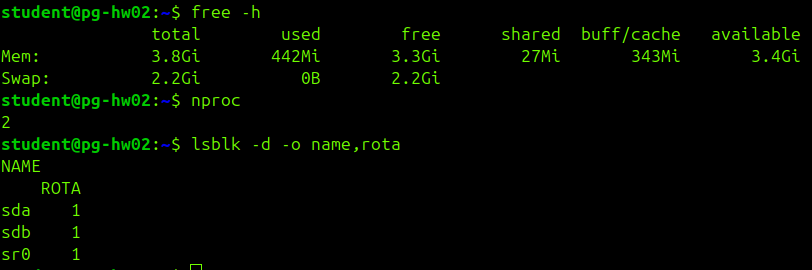 student@pg-hw02:~$ free -h
               total        used        free      shared  buff/cache   available
Mem:           3.8Gi       442Mi       3.3Gi        27Mi       343Mi       3.4Gi
Swap:          2.2Gi          0B       2.2Gi
student@pg-hw02:~$ nproc
2
student@pg-hw02:~$ lsblk -d -o name,rota
NAME
    ROTA
sda    1
sdb    1
sr0    1